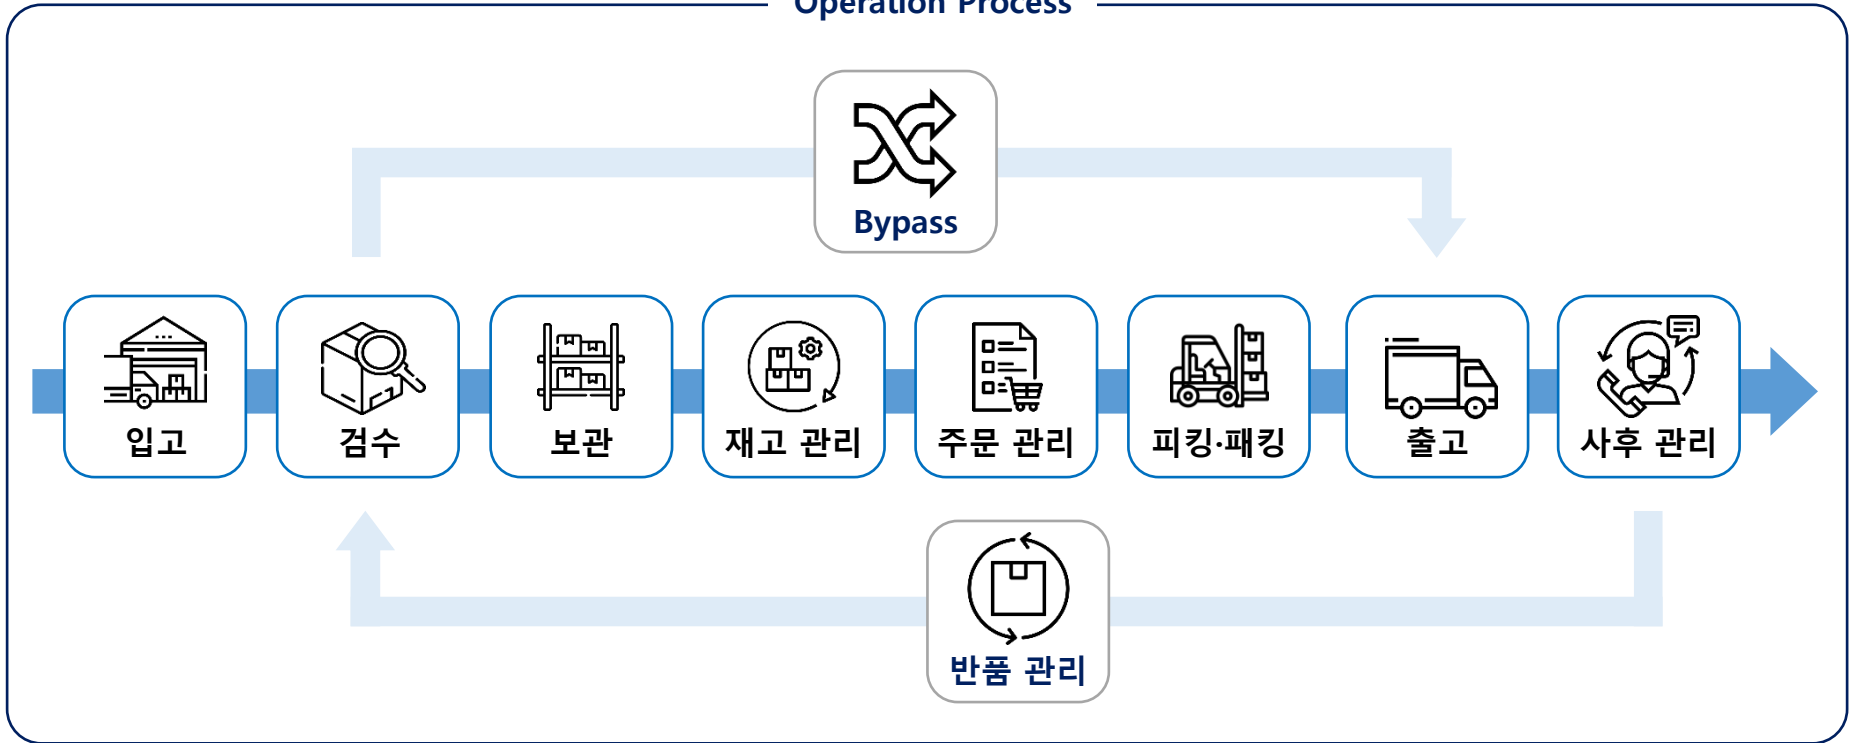 Operation Process
Bypass
입고
검수
보관
재고 관리
주문 관리
피킹·패킹
출고
사후 관리
반품 관리